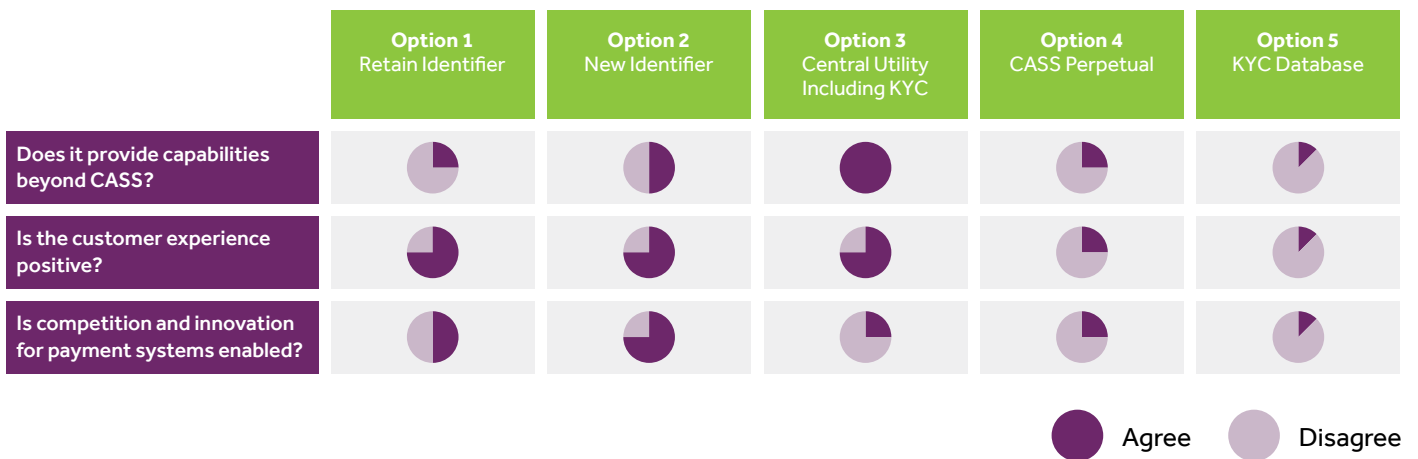 Option 1
Retain Identifier
Option 2
New Identifier
Option 3
Central Utility
Including KYC
Option 4
CASS Perpetual
Option 5
KYC Database
Does it provide capabilities
beyond CASS?
Is the customer experience
positive?
Is competition and innovation
for payment systems enabled?
Agree
Disagree